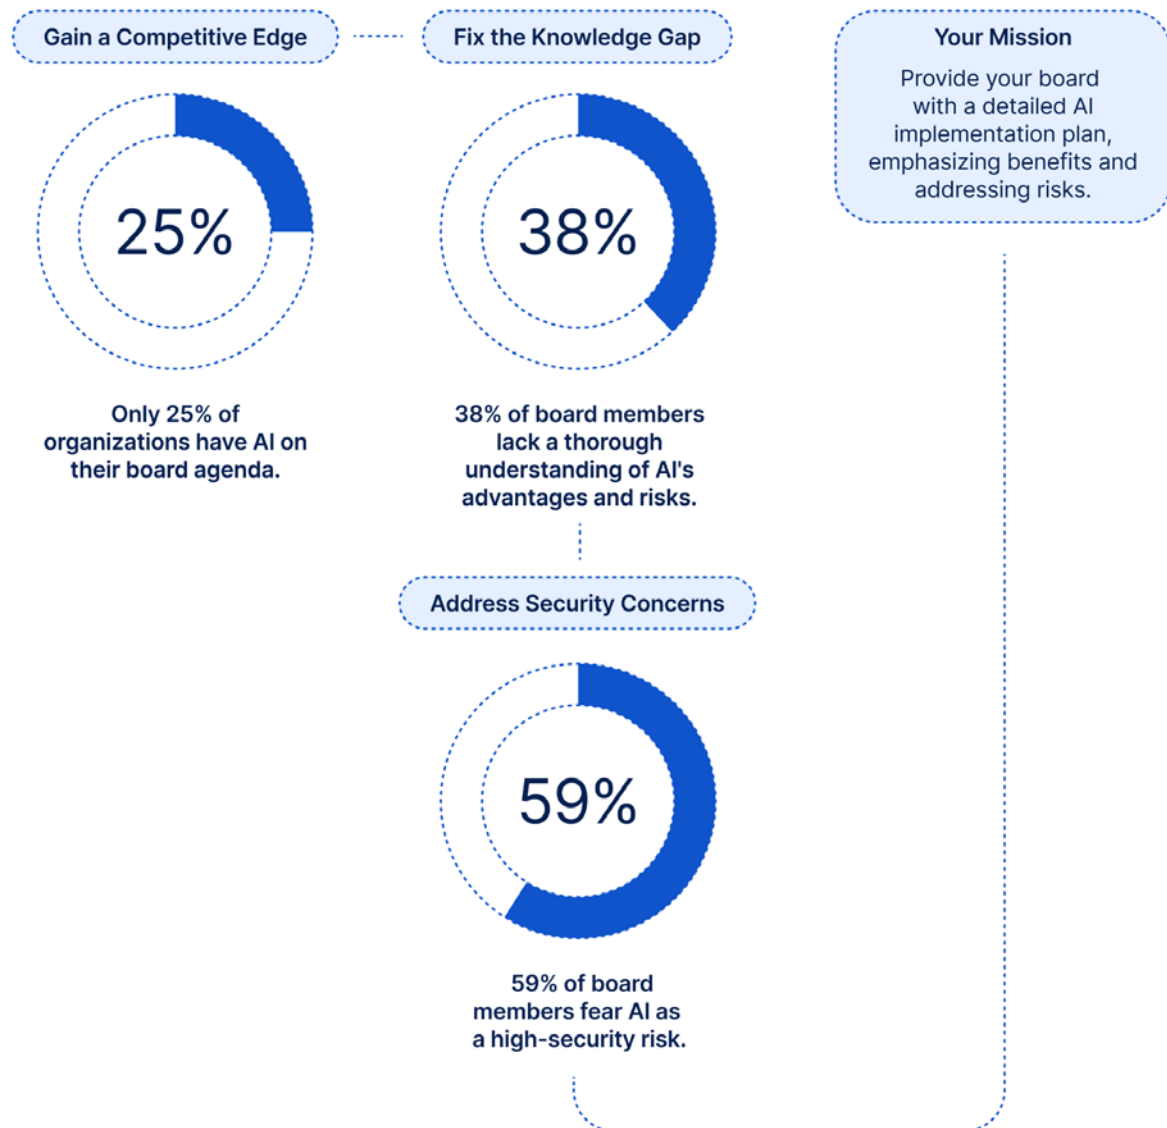 Gain a Competitive Edge
25%
Only 25% of
organizations have AI on
their board agenda.
Fix the Knowledge Gap
38%
38% of board members
lack a thorough
understanding of AI's
advantages and risks.
Address Security Concerns
59%
59% of board
members fear AI as
a high-security risk.
Your Mission
Provide your board
with a detailed AI
implementation plan,
emphasizing benefits and
addressing risks.